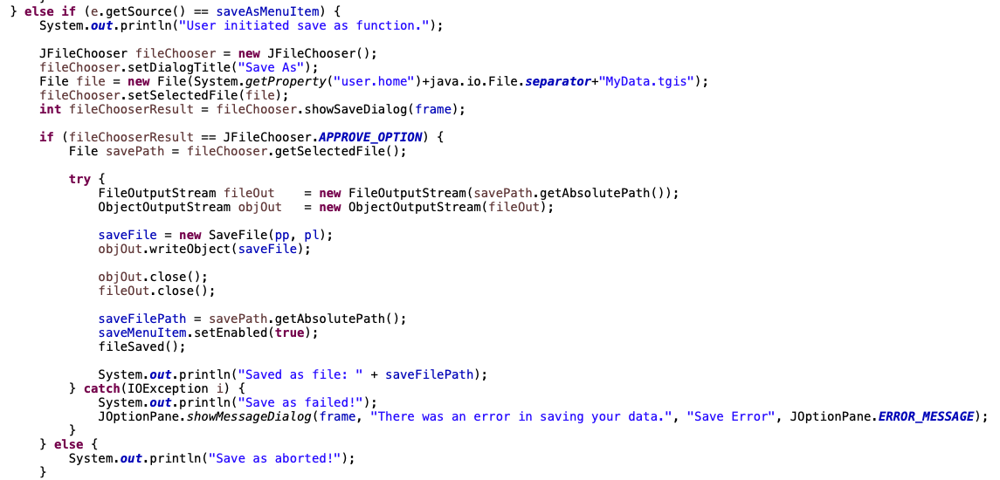 } else if (e.getSource() == saveAsMenuItem) {
System.out.println("User initiated save as function.");
JFileChooser fileChooser = new JFileChooser();
fileChooser.setDialogTitle("Save As");
File file = new File(System.getProperty("user.home")+java.io.File.separator+"MyData.tgis");
fileChooser.setSelectedFile(file);
int fileChooserResult = fileChooser.showSaveDialog(frame);
if (fileChooserResult == JFileChooser.APPROVE_OPTION) {
File savePath = fileChooser.getSelectedFile();
try {
FileOutputStream fileOut    = new FileOutputStream(savePath.getAbsolutePath());
ObjectOutputStream objOut   = new ObjectOutputStream(fileOut);
saveFile = new SaveFile(pp, pl);
objOut.writeObject(saveFile);
objOut.close();
fileOut.close();
saveFilePath = savePath.getAbsolutePath();
saveMenuItem.setEnabled(true);
fileSaved();
System.out.println("Saved as file: " + saveFilePath);
} catch(IOException i) {
System.out.println("Save as failed!");
JOptionPane.showMessageDialog(frame, "There was an error in saving your data.", "Save Error", JOptionPane.ERROR_MESSAGE);
}
} else {
System.out.println("Save as aborted!");
}